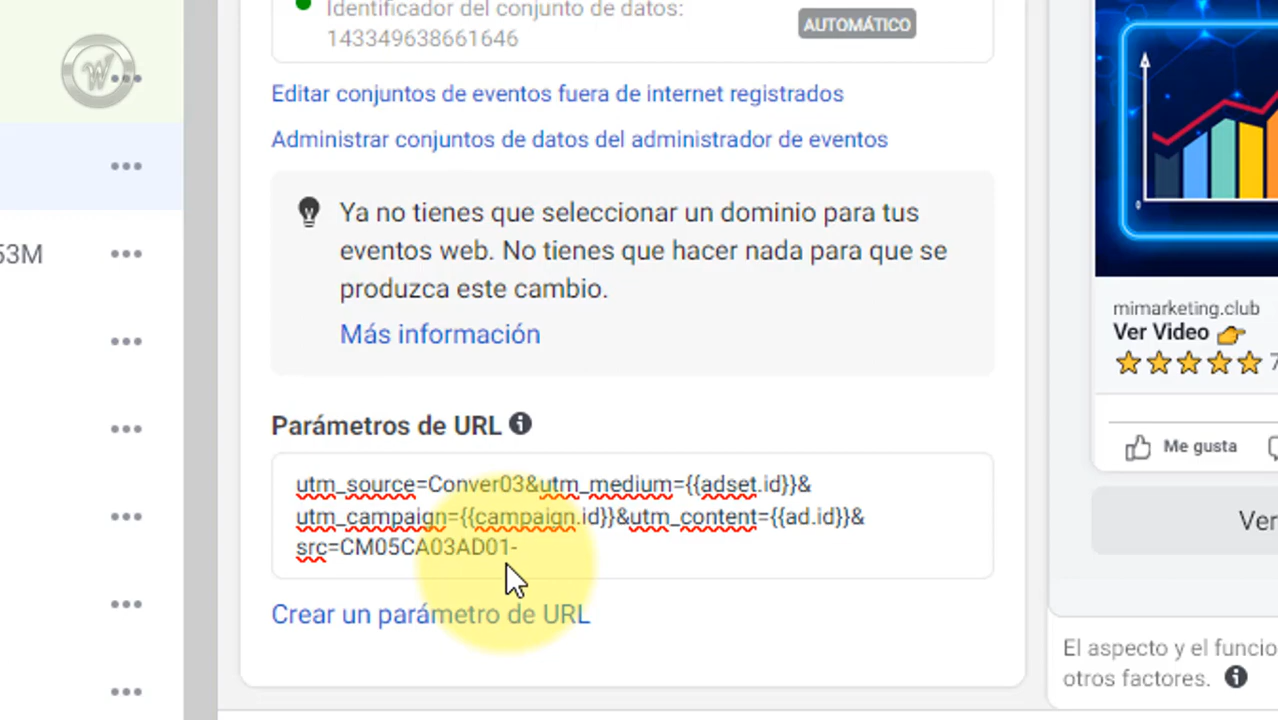 Identificador del conjunto de datos:
143349638661646
AUTOMÁTICO
W
Editar conjuntos de eventos fuera de internet registrados
Administrar conjuntos de datos del administrador de eventos
Ya no tienes que seleccionar un dominio para tus
eventos web. No tienes que hacer nada para que se
produzca este cambio.
Más información
53M
Parámetros de URL
utm_source=Conver03&utm_medium={{adset.id}}&
utm_campaign={{campaign.id}}&utm_content={{ad.id}}&
src=CM05CA03AD01-
Crear un parámetro de URL
mimarketing.club
Ver Video 👉
7
Me gusta
Ver
El aspecto y el funcio
otros factores.